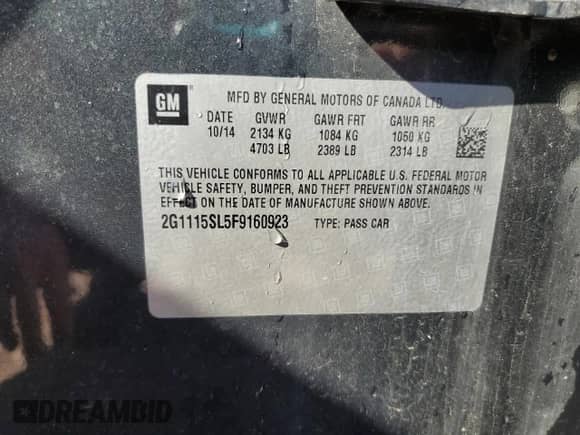 GM
MFD BY GENERAL MOTORS OF CANADA LTD
DATE GVWR GAWR FRT GAWR RR
10/14 2134 KG 1084 KG 1050 KG
4703 LB 2389 LB 2314 LB
THIS VEHICLE CONFORMS TO ALL APPLICABLE U.S. FEDERAL MOTOR
VEHICLE SAFETY, BUMPER, AND THEFT PREVENTION STANDARDS IN
EFFECT ON THE DATE OF MANUFACTURE SHOWN ABOVE.
2G1115SL5F9160923 TYPE: PASS CAR
DREAMBID